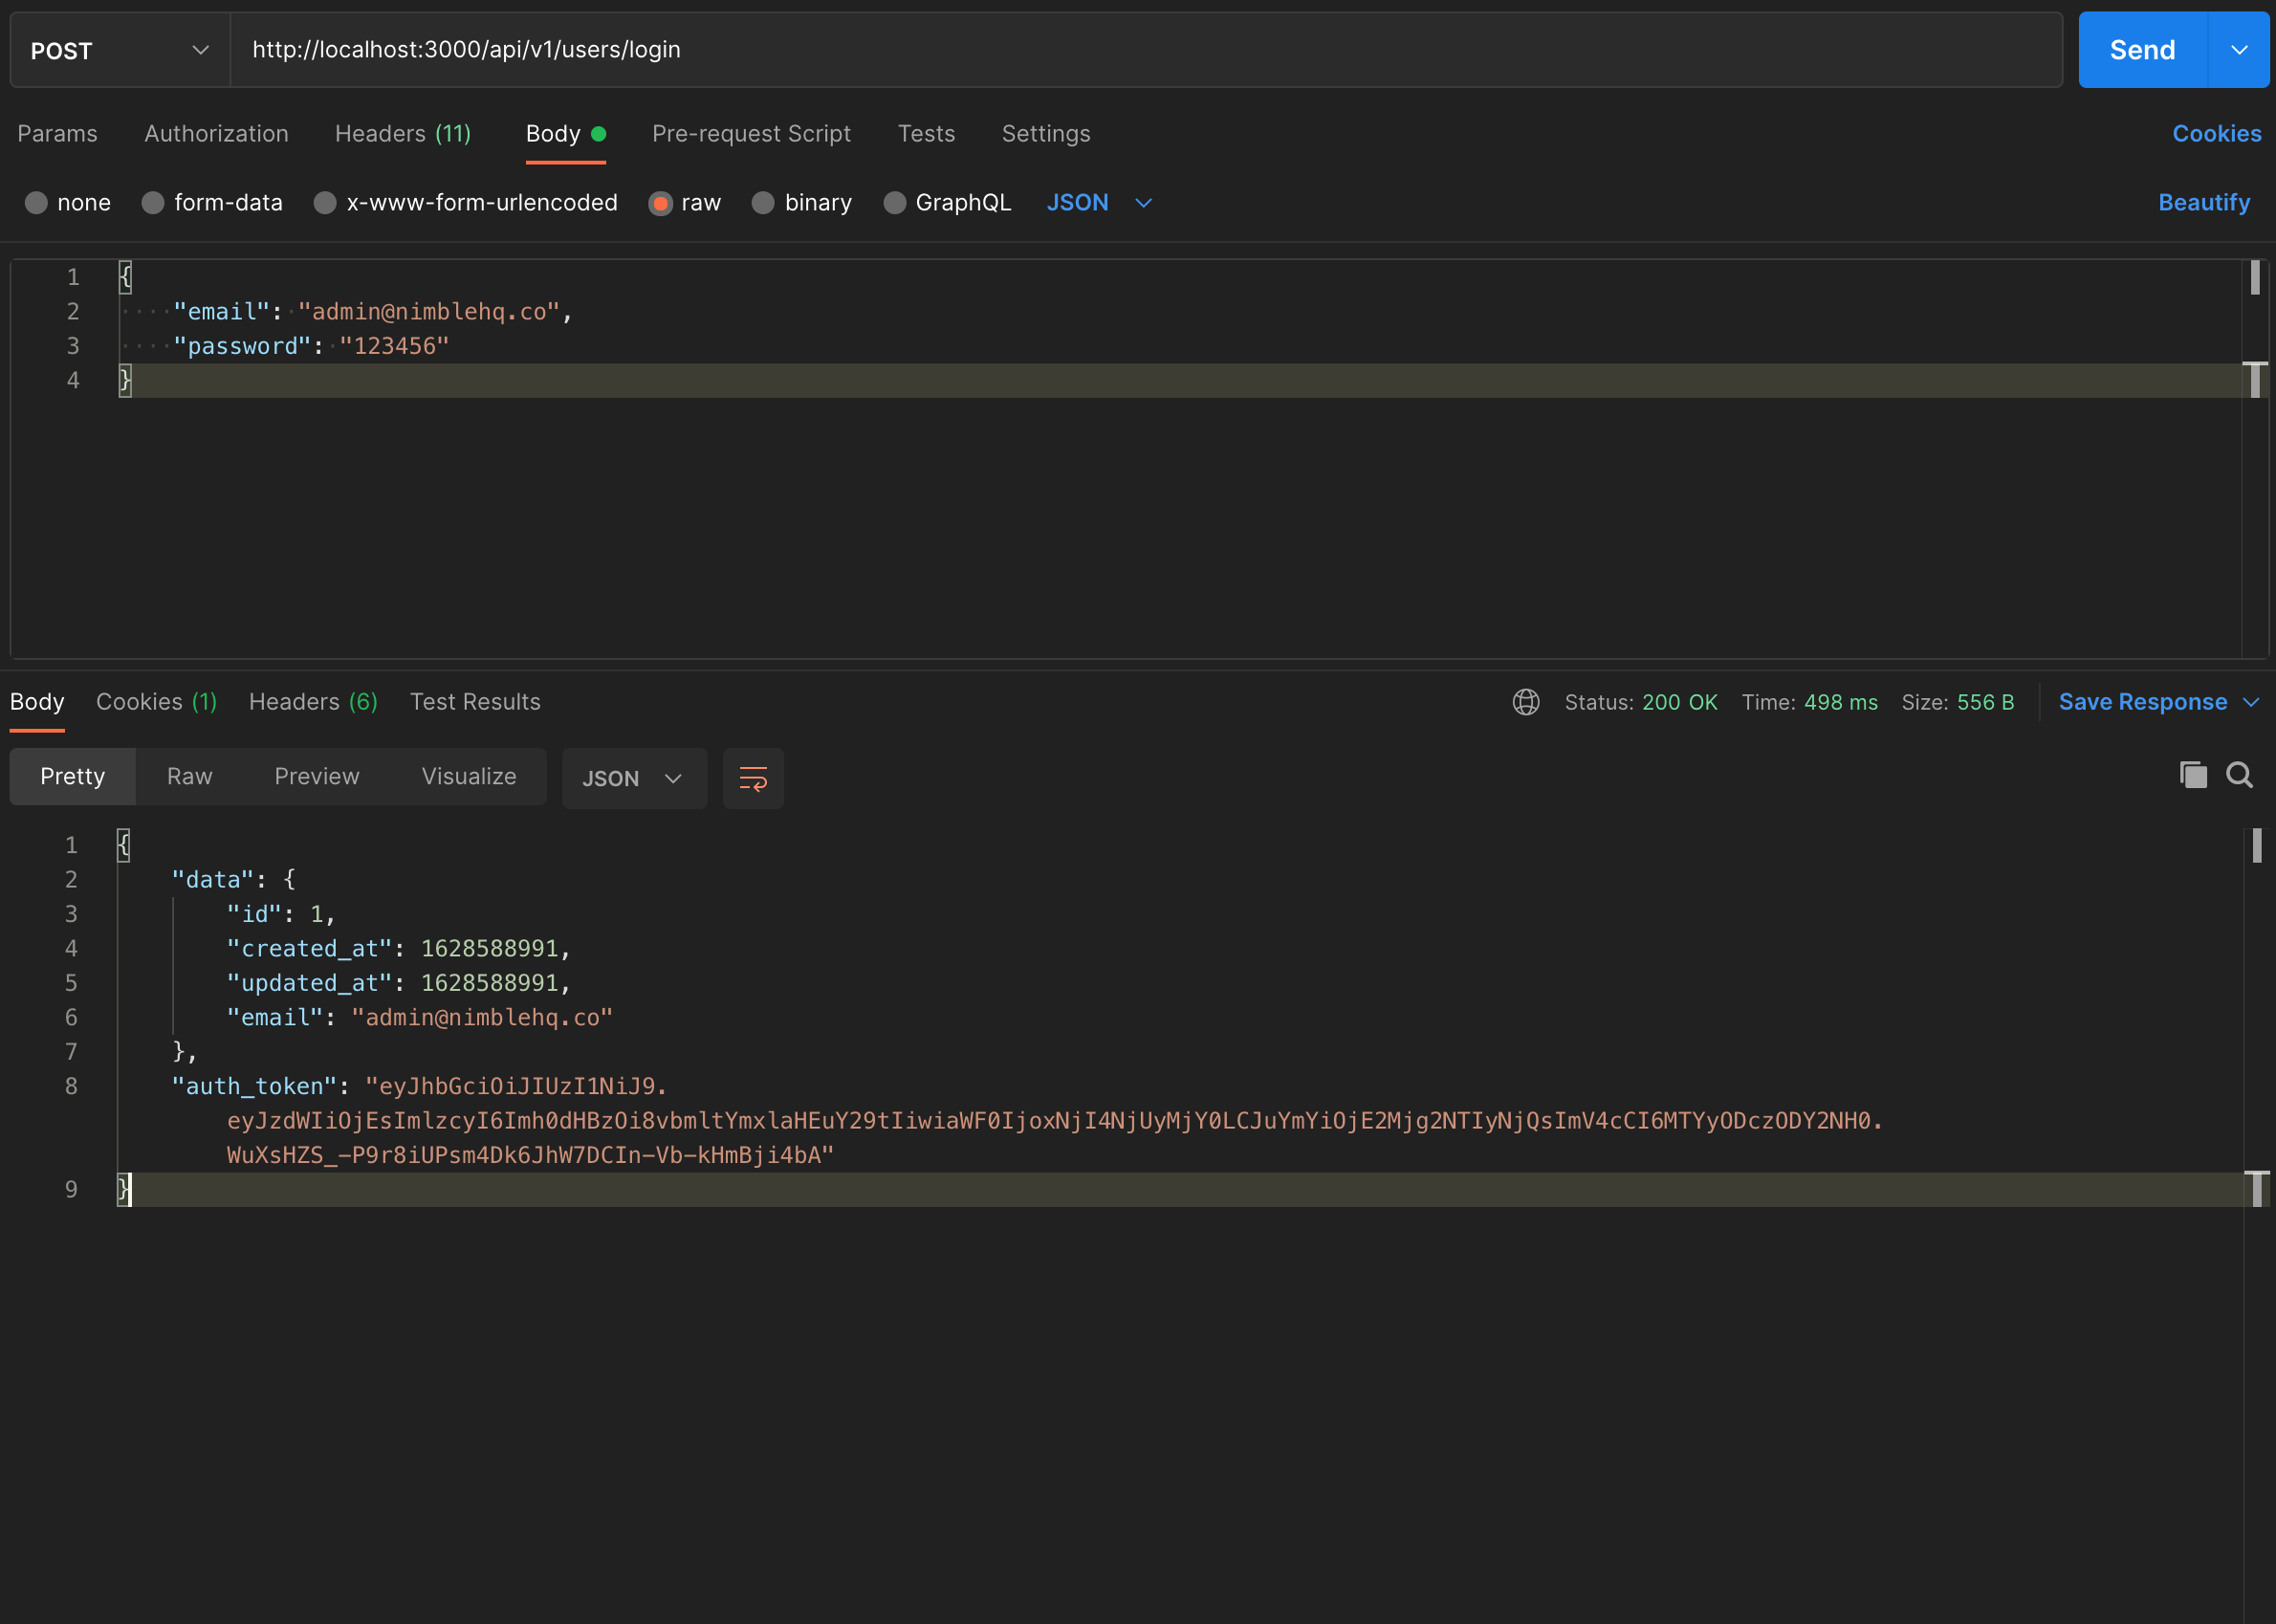 POST http://localhost:3000/api/v1/users/login Send
Params Authorization Headers (11) Body Pre-request Script Tests Settings Cookies
none form-data x-www-form-urlencoded raw binary GraphQL JSON Beautify
1 {
2 "email": "admin@nimblehq.co",
3 "password": "123456"
4 }
Body Cookies (1) Headers (6) Test Results Status: 200 OK Time: 498 ms Size: 556 B Save Response
Pretty Raw Preview Visualize JSON
1 {
2 "data": {
3 "id": 1,
4 "created_at": 1628588991,
5 "updated_at": 1628588991,
6 "email": "admin@nimblehq.co"
7 },
8 "auth_token": "eyJhbGciOiJIUzI1NiJ9.
eyJzdWIiOjEsImlzcyI6Imh0dHBzOi8vbmltYmxlaHEuY29tIiwiaWF0IjoxNjI4NjUyMjY0LCJuYmYiOjE2Mjg2NTIyNjQsImV4cCI6MTYyODczODY2NH0.
WuXsHZS_-P9r8iUPsm4Dk6JhW7DCIn-Vb-kHmBji4bA"
9 }